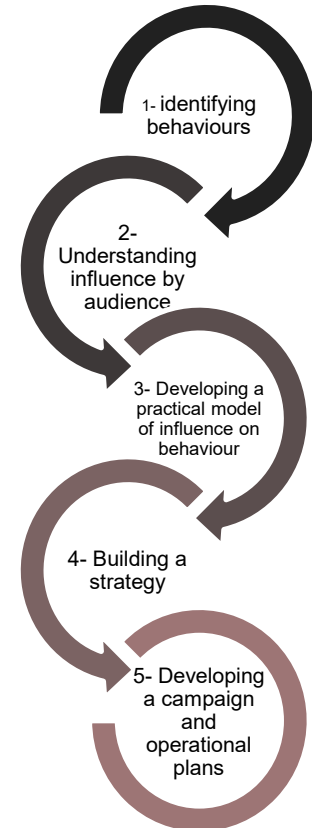 1- identifying
behaviours
2-
Understanding
influence by
audience
3- Developing a
practical model
of influence on
behaviour
4- Building a
strategy
5- Developing
a campaign
and
operational
plans